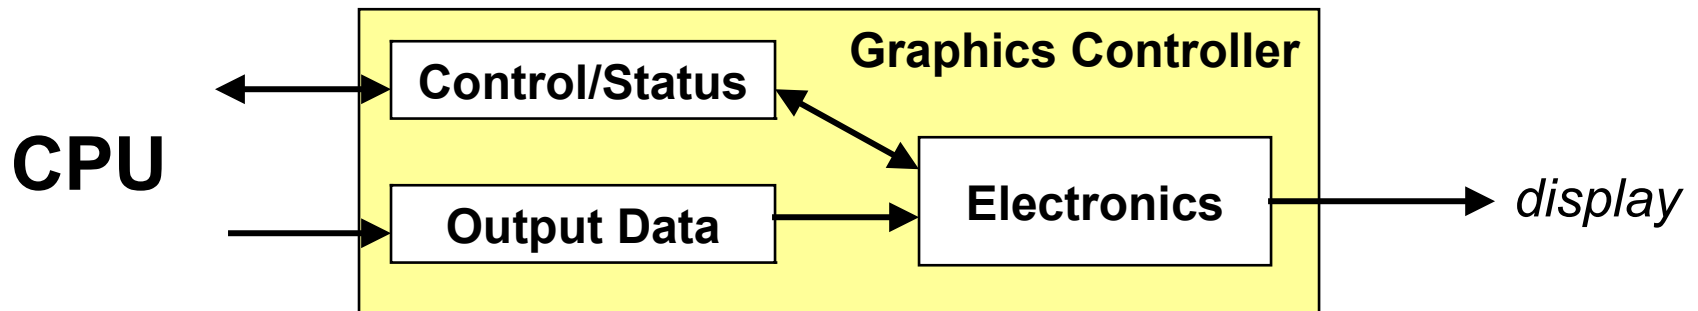 Graphics Controller
Control/Status
CPU
Output Data
Electronics
display